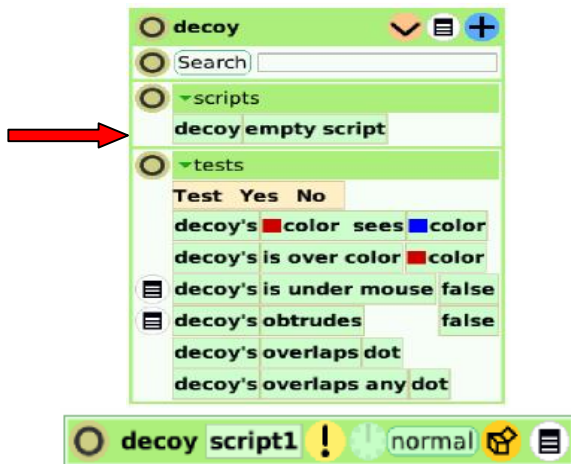 decoy
Search
scripts
decoy empty script
tests
Test Yes No
decoy's color sees color
decoy's is over color color
decoy's is under mouse false
decoy's obtrudes false
decoy's overlaps dot
decoy's overlaps any dot
decoy script1 ! normal